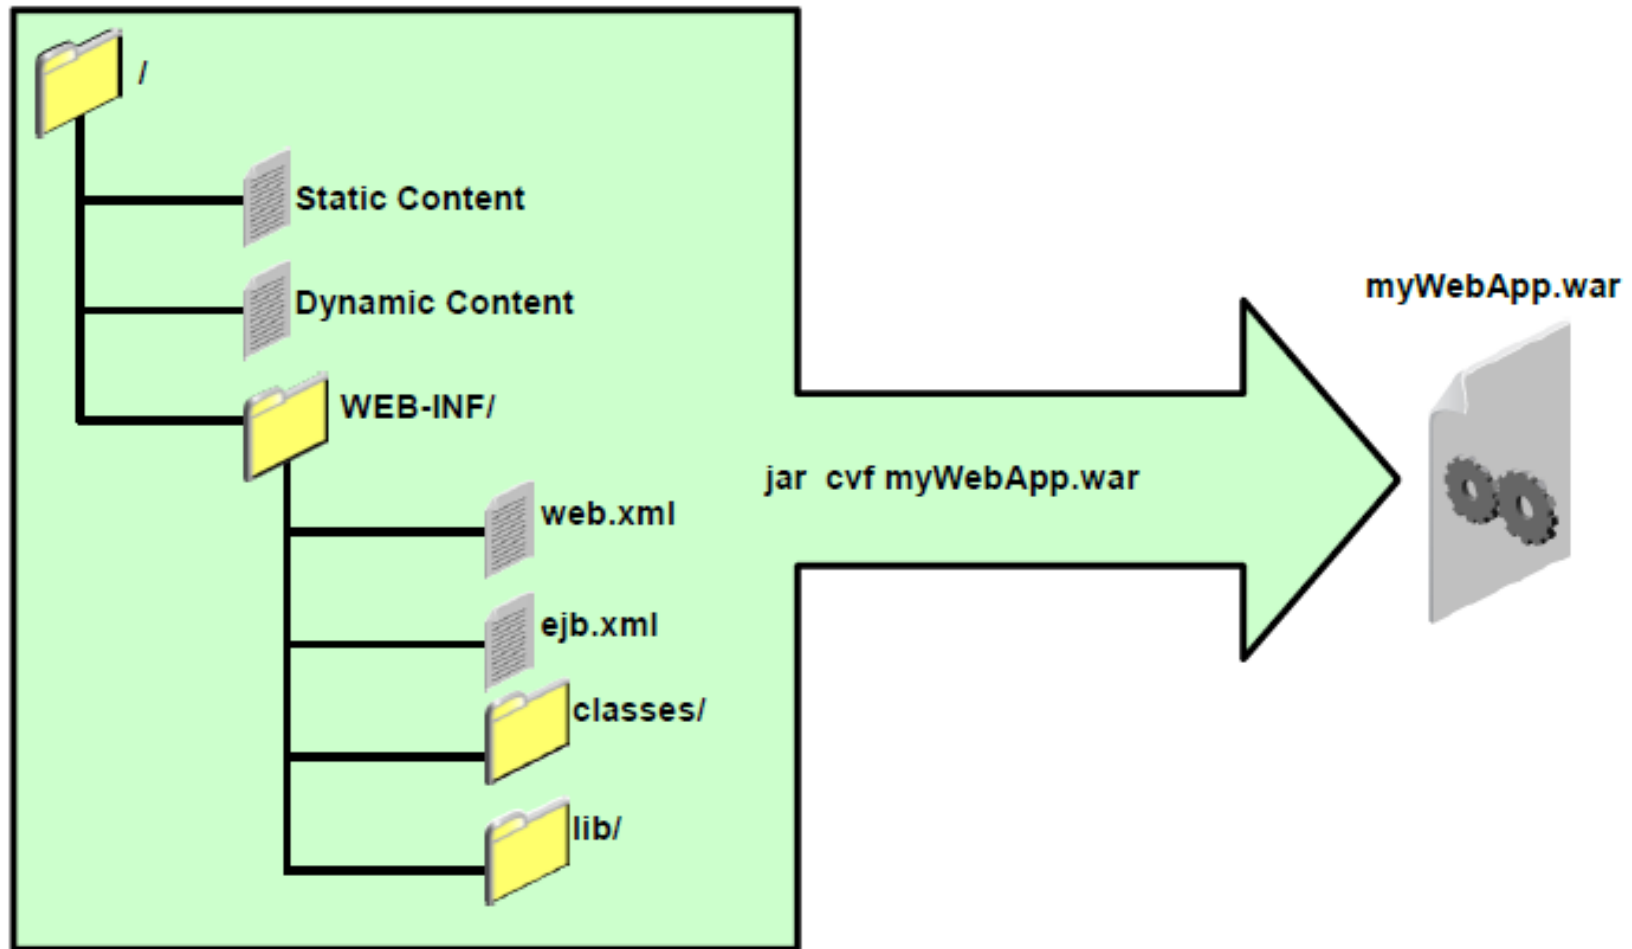 /
Static Content
Dynamic Content
WEB-INF/
web.xml
ejb.xml
classes/
lib/
jar cvf myWebApp.war
myWebApp.war